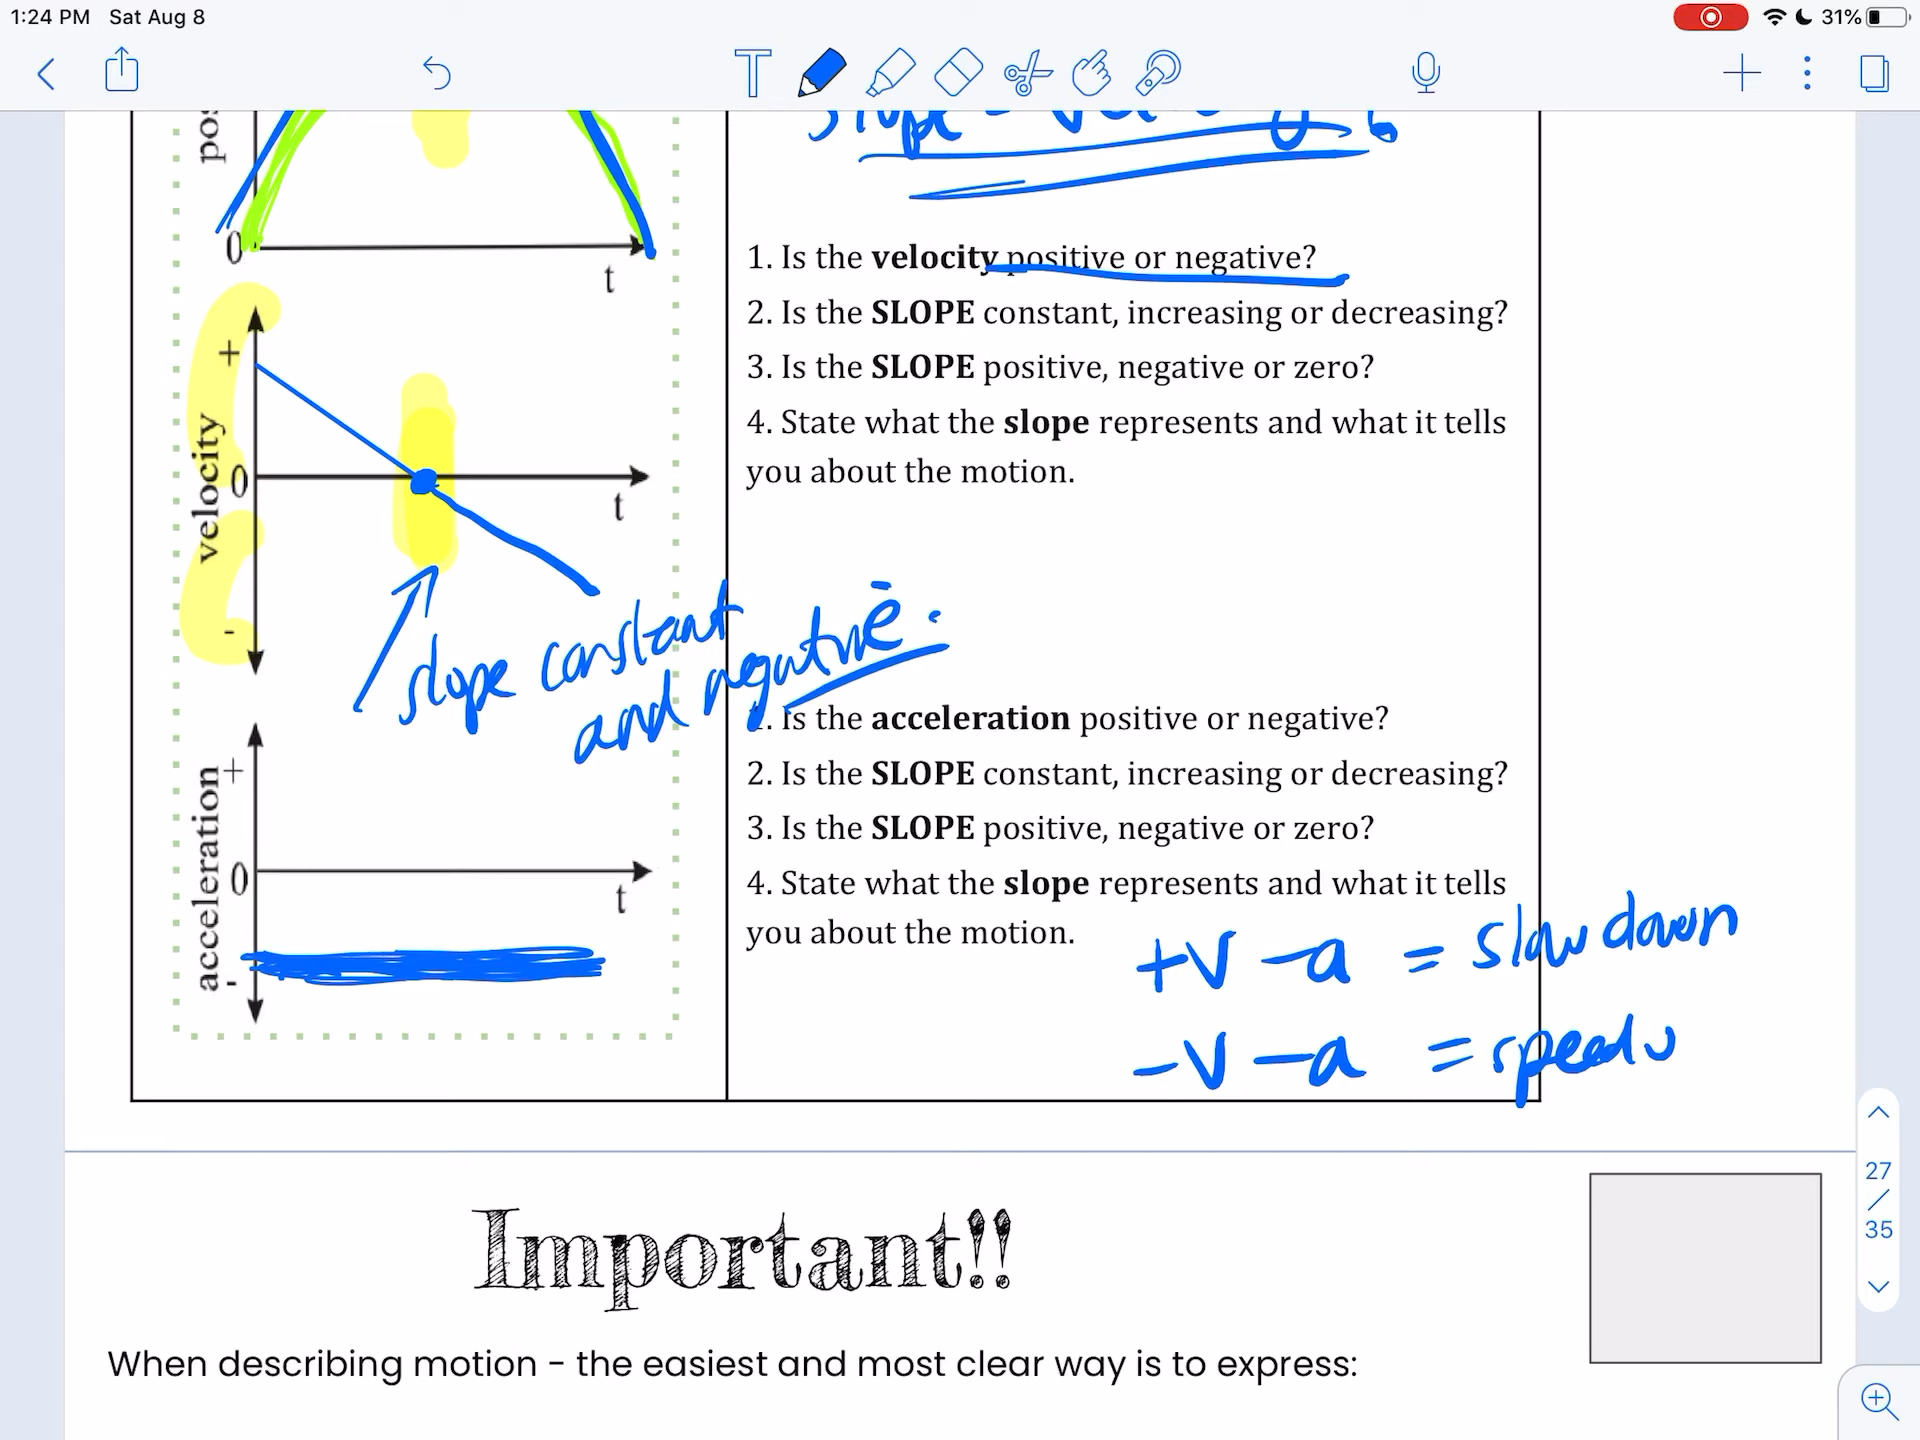 1:24 PM Sat Aug 8
31%
T
pos
slope = velocity
0
t
1. Is the velocity positive or negative?
2. Is the SLOPE constant, increasing or decreasing?
3. Is the SLOPE positive, negative or zero?
4. State what the slope represents and what it tells
you about the motion.
+
velocity
0
t
-
slope constant
and negative.
1. Is the acceleration positive or negative?
2. Is the SLOPE constant, increasing or decreasing?
3. Is the SLOPE positive, negative or zero?
4. State what the slope represents and what it tells
you about the motion.
+
acceleration
0
t
-
+v -a = slow down
-v -a = speed
27
/
35
Important!!
When describing motion - the easiest and most clear way is to express: